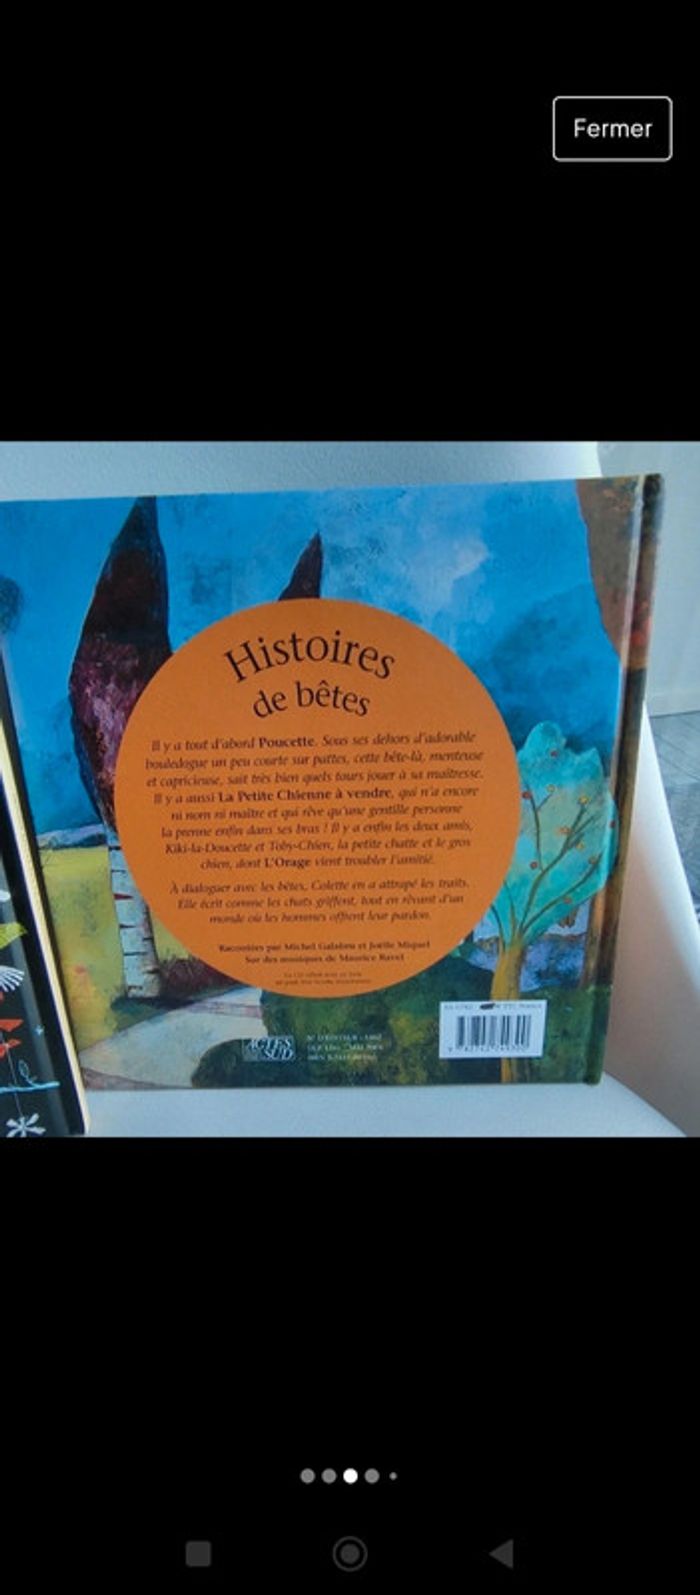 Fermer
Histoires
de bêtes
Il y a tout d'abord Poucette. Sous ses dehors d'adorable
bouledogue un peu courte sur pattes, cette bête-là, menteuse
et capricieuse, sait très bien quels tours jouer à sa maîtresse.
Il y a aussi La Petite Chienne à vendre, qui n'a encore
ni nom ni maître et qui rêve qu'une gentille personne
la prenne enfin dans ses bras ! Il y a enfin les deux amis,
Kiki-la-Doucette et Toby-Chien, la petite chatte et le gros
chien, dont L'Orage vient troubler l'amitié.
À dialoguer avec les bêtes, Colette en a attrapé les traits.
Elle écrit comme les chats griffent, tout en rêvant d'un
monde où les hommes offrent leur pardon.
Racontées par Michel Galabru et Joëlle Miquel
Sur des musiques de Maurice Ravel
ACTES
SUD